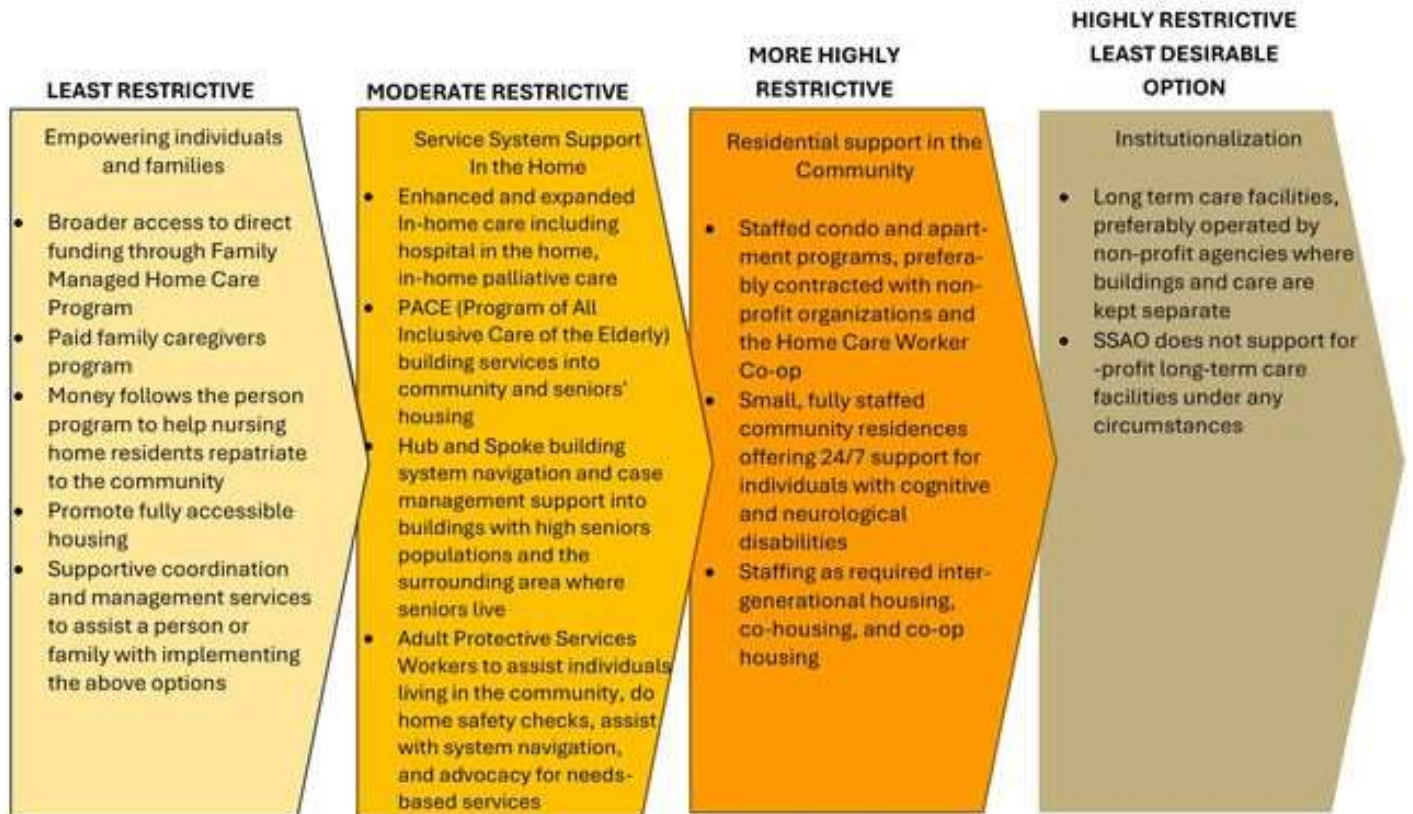 LEAST RESTRICTIVE
Empowering individuals
and families
• Broader access to direct
funding through Family
Managed Home Care
Program
• Paid family caregivers
program
• Money follows the person
program to help nursing
home residents repatriate
to the community
• Promote fully accessible
housing
• Supportive coordination
and management services
to assist a person or
family with implementing
the above options
MODERATE RESTRICTIVE
Service System Support
In the Home
• Enhanced and expanded
In-home care including
hospital in the home,
in-home palliative care
• PACE (Program of All
Inclusive Care of the Elderly)
building services into
community and seniors'
housing
• Hub and Spoke building
system navigation and case
management support into
buildings with high seniors
populations and the
surrounding area where
seniors live
• Adult Protective Services
Workers to assist individuals
living in the community, do
home safety checks, assist
with system navigation,
and advocacy for needs-
based services
MORE HIGHLY
RESTRICTIVE
Residential support in the
Community
• Staffed condo and apart-
ment programs, prefera-
bly contracted with non-
profit organizations and
the Home Care Worker
Co-op
• Small, fully staffed
community residences
offering 24/7 support for
individuals with cognitive
and neurological
disabilities
• Staffing as required inter-
generational housing,
co-housing, and co-op
housing
HIGHLY RESTRICTIVE
LEAST DESIRABLE
OPTION
Institutionalization
• Long term care facilities,
preferably operated by
non-profit agencies where
buildings and care are
kept separate
• SSAO does not support for
-profit long-term care
facilities under any
circumstances